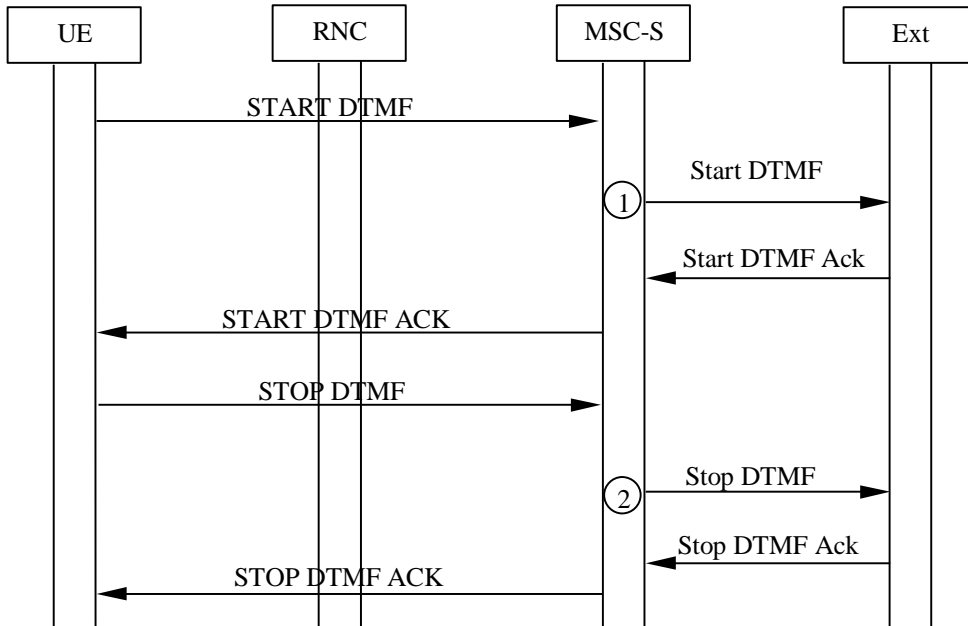 UE
RNC
MSC-S
Ext
START DTMF
Start DTMF
1
Start DTMF Ack
START DTMF ACK
STOP DTMF
Stop DTMF
2
Stop DTMF Ack
STOP DTMF ACK